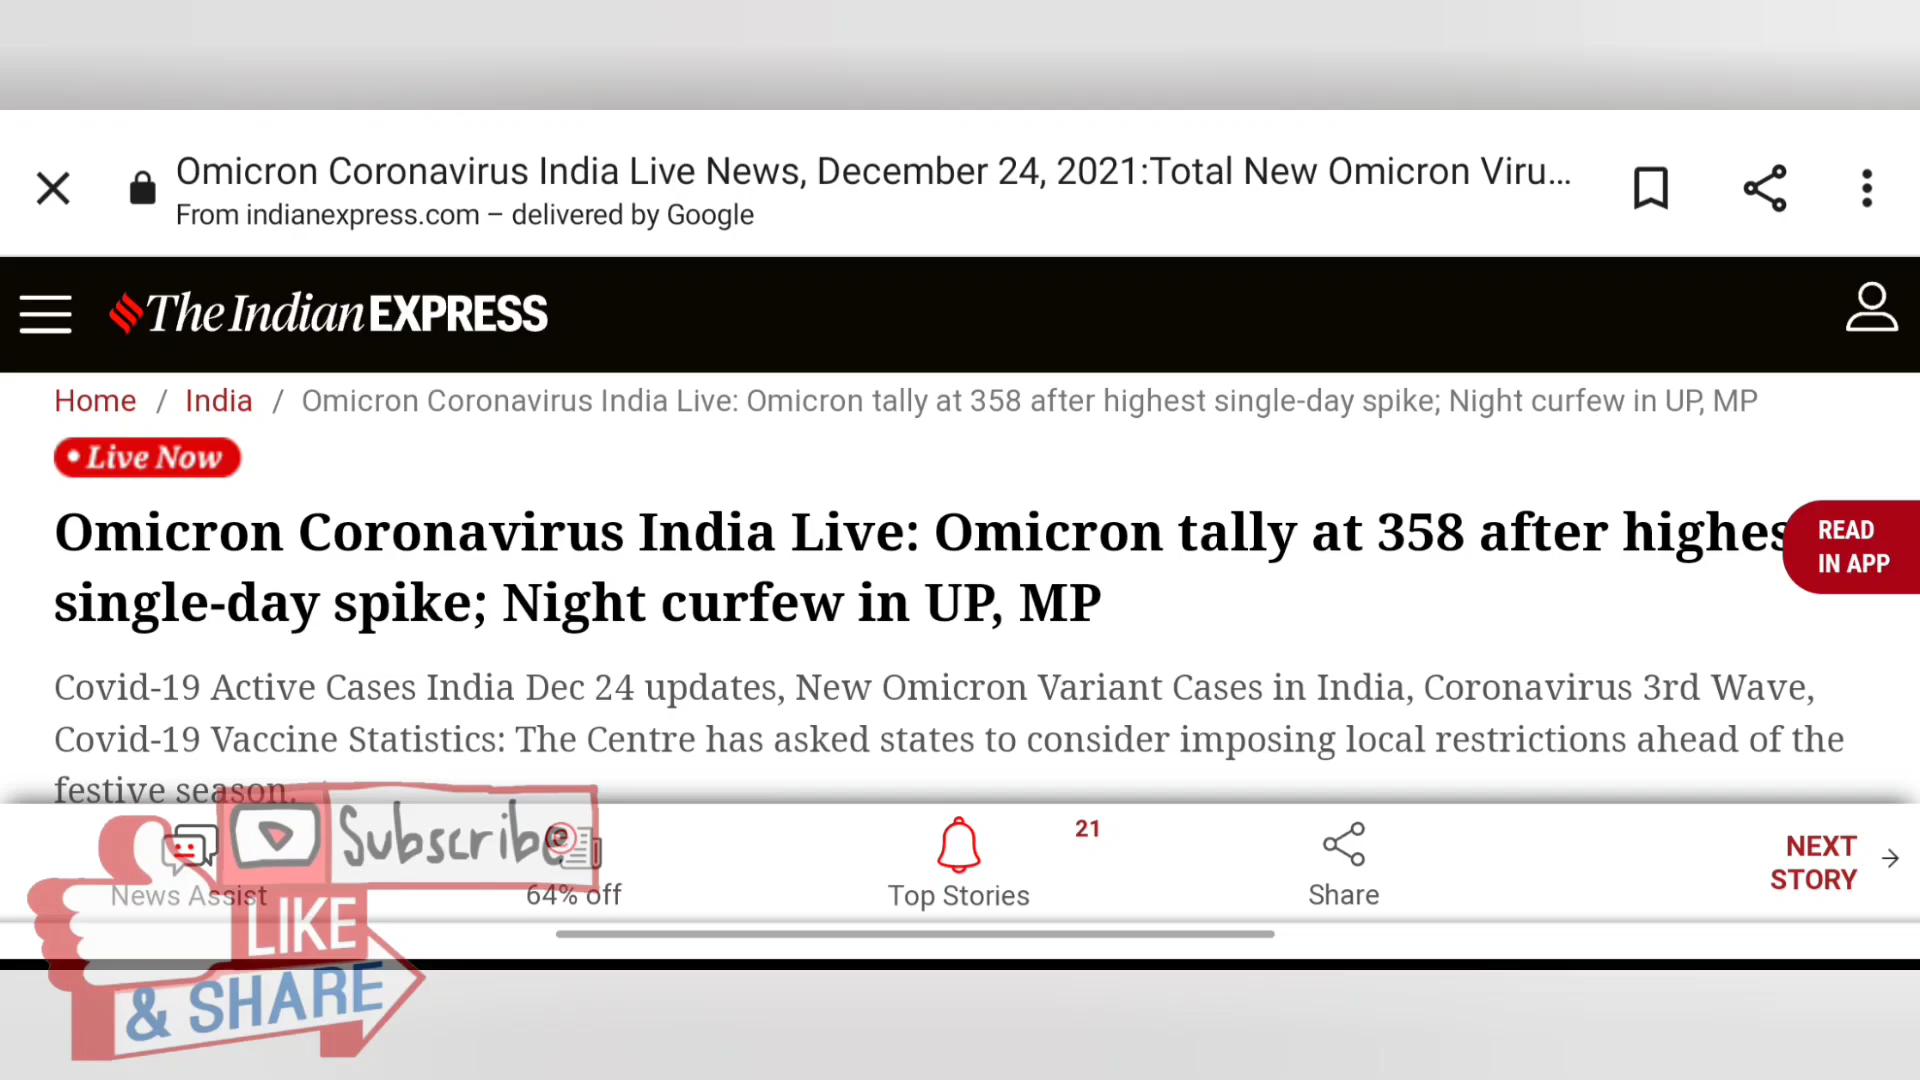 Omicron Coronavirus India Live News, December 24, 2021:Total New Omicron Viru...
From indianexpress.com – delivered by Google
The Indian EXPRESS
Home / India / Omicron Coronavirus India Live: Omicron tally at 358 after highest single-day spike; Night curfew in UP, MP
• Live Now
Omicron Coronavirus India Live: Omicron tally at 358 after highes
single-day spike; Night curfew in UP, MP
READ
IN APP
Covid-19 Active Cases India Dec 24 updates, New Omicron Variant Cases in India, Coronavirus 3rd Wave,
Covid-19 Vaccine Statistics: The Centre has asked states to consider imposing local restrictions ahead of the
festive season.
Subscribe
News Assist
64% off
21
Top Stories
Share
NEXT
STORY
LIKE
& SHARE